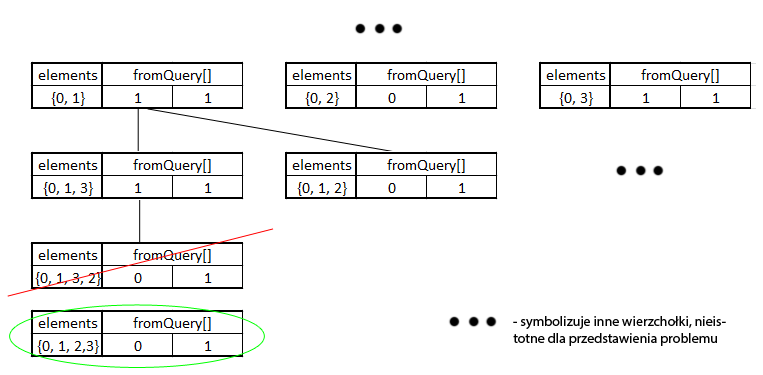 elements fromQuery[] elements fromQuery[] elements fromQuery[]
{0, 1} 1 1 {0, 2} 0 1 {0, 3} 1 1
elements fromQuery[] elements fromQuery[]
{0, 1, 3} 1 1 {0, 1, 2} 0 1
elements fromQuery[]
{0, 1, 3, 2} 0 1
elements fromQuery[]
{0, 1, 2,3} 0 1
- symbolizuje inne wierzchołki, nieis-
totne dla przedstawienia problemu